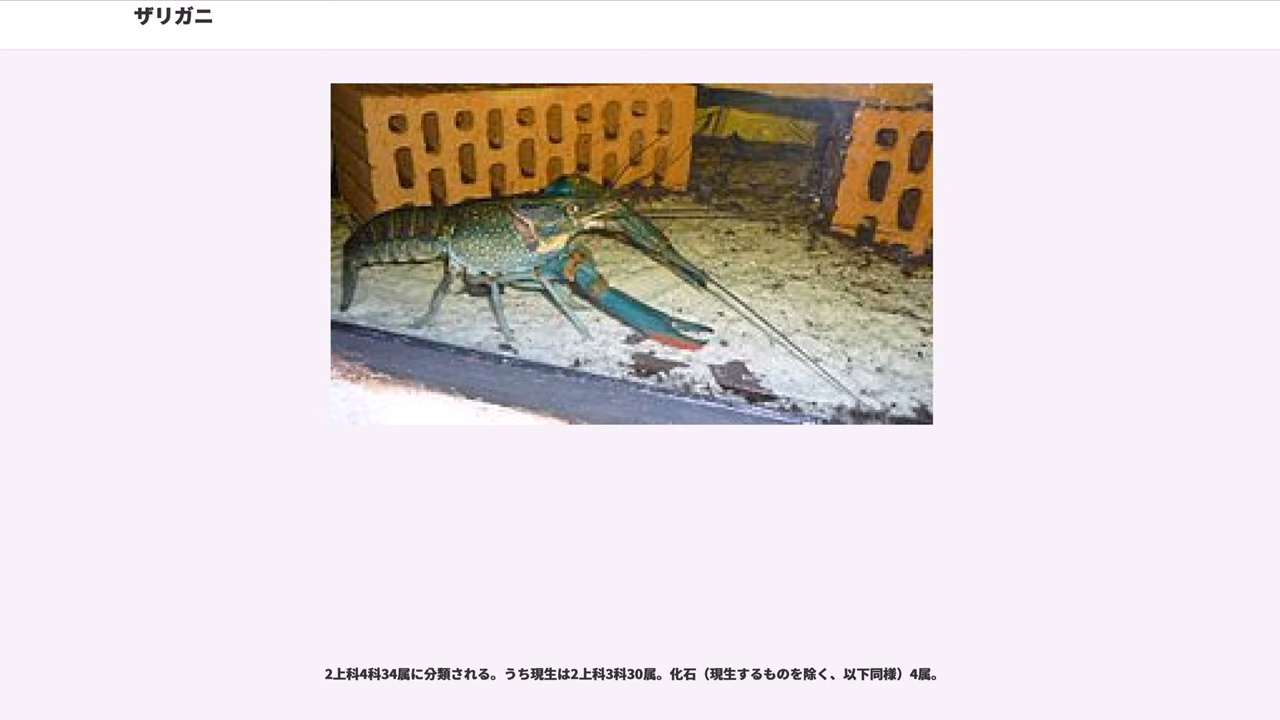 ザリガニ
2上科4科34属に分類される。うち現生は2上科3科30属。化石（現生するものを除く、以下同様）4属。